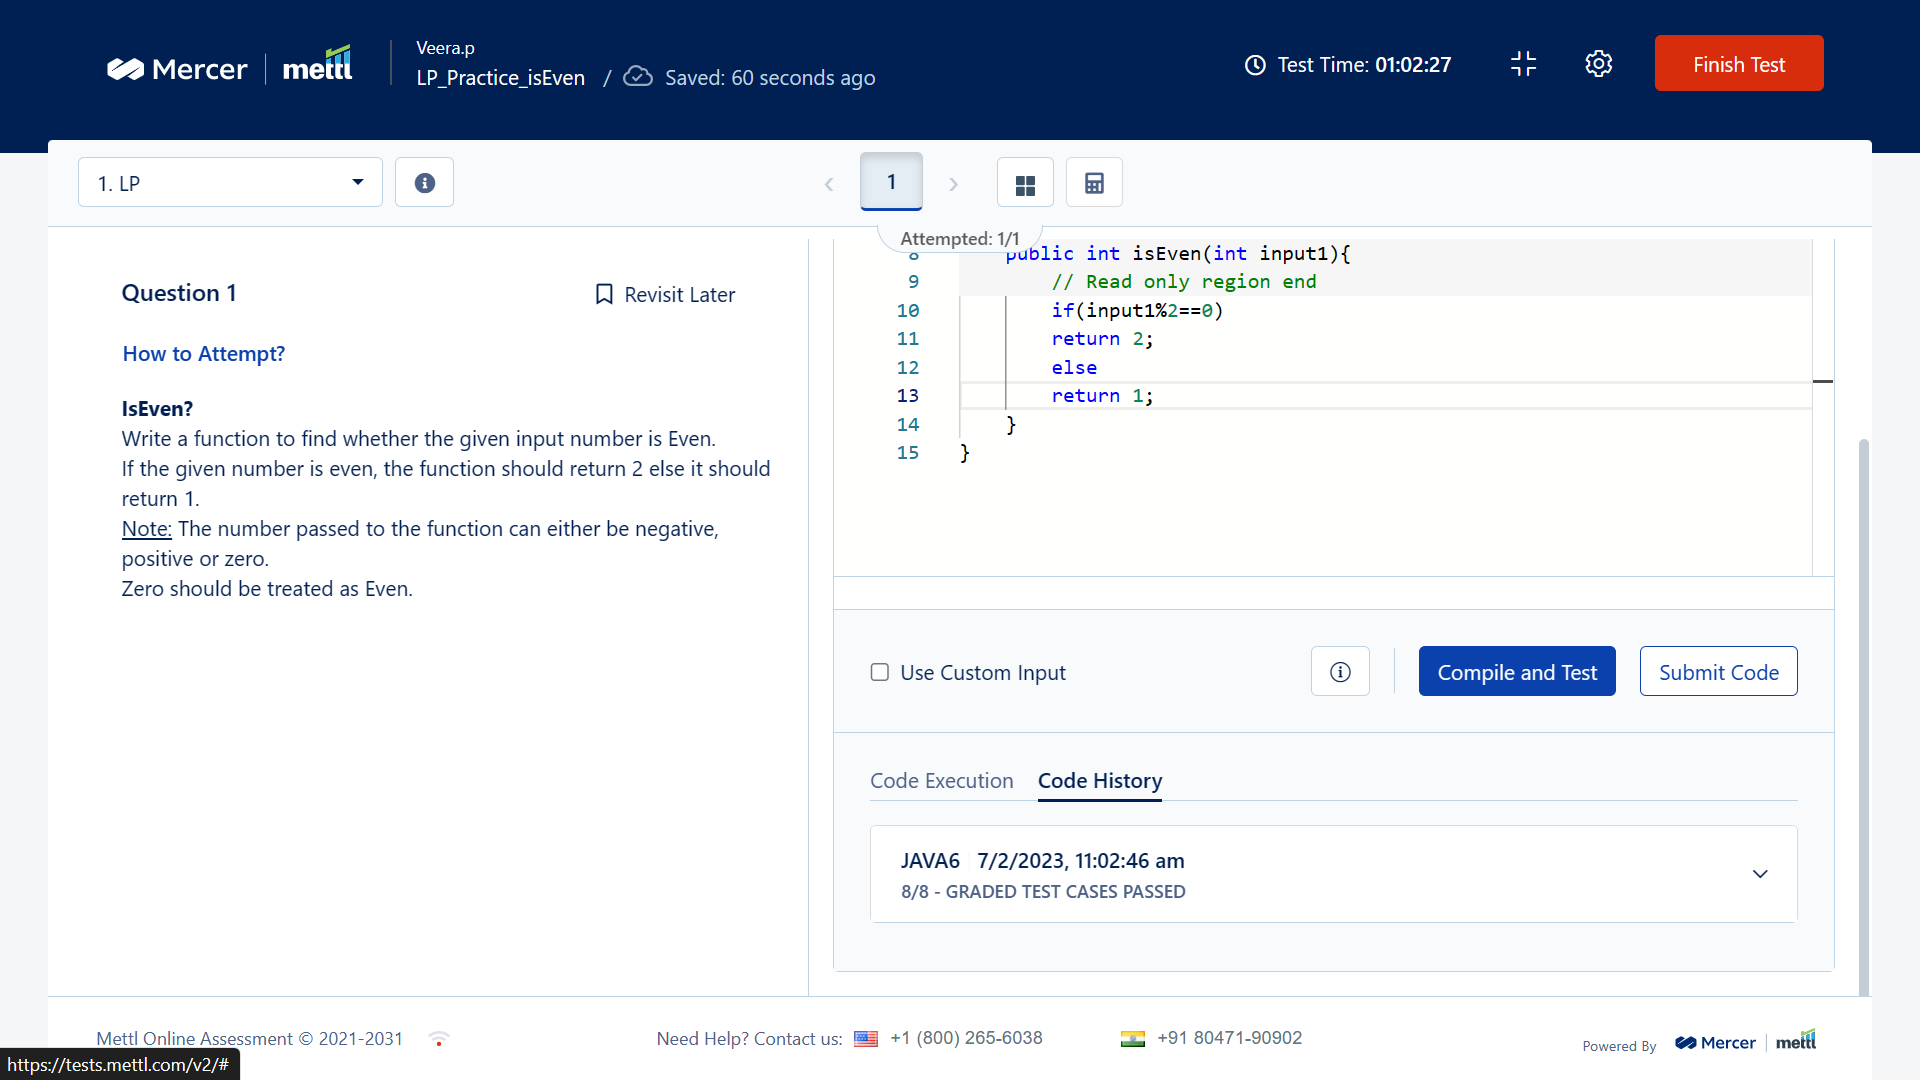 Mercer | mettl
Veera.p
LP_Practice_isEven / Saved: 60 seconds ago
Test Time: 01:02:27
Finish Test
1. LP
1
Attempted: 1/1
Question 1
Revisit Later
How to Attempt?
IsEven?
Write a function to find whether the given input number is Even.
If the given number is even, the function should return 2 else it should
return 1.
Note: The number passed to the function can either be negative,
positive or zero.
Zero should be treated as Even.
8 public int isEven(int input1){
9 // Read only region end
10 if(input1%2==0)
11 return 2;
12 else
13 return 1;
14 }
15 }
Use Custom Input
Compile and Test
Submit Code
Code Execution
Code History
JAVA6 7/2/2023, 11:02:46 am
8/8 - GRADED TEST CASES PASSED
Mettl Online Assessment © 2021-2031
Need Help? Contact us: +1 (800) 265-6038
+91 80471-90902
Powered By Mercer | mettl
https://tests.mettl.com/v2/#